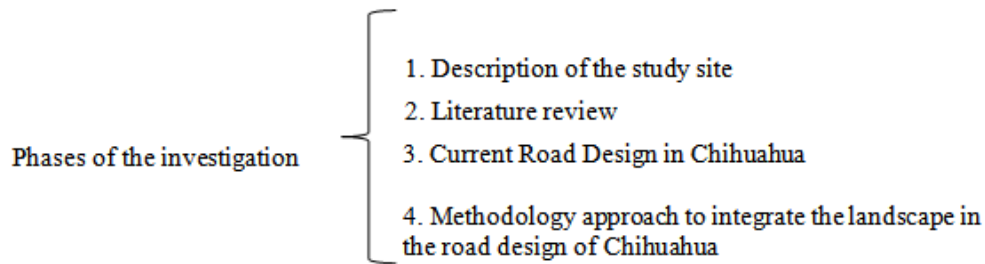 1. Description of the study site
2. Literature review
Phases of the investigation
3. Current Road Design in Chihuahua
4. Methodology approach to integrate the landscape in
the road design of Chihuahua